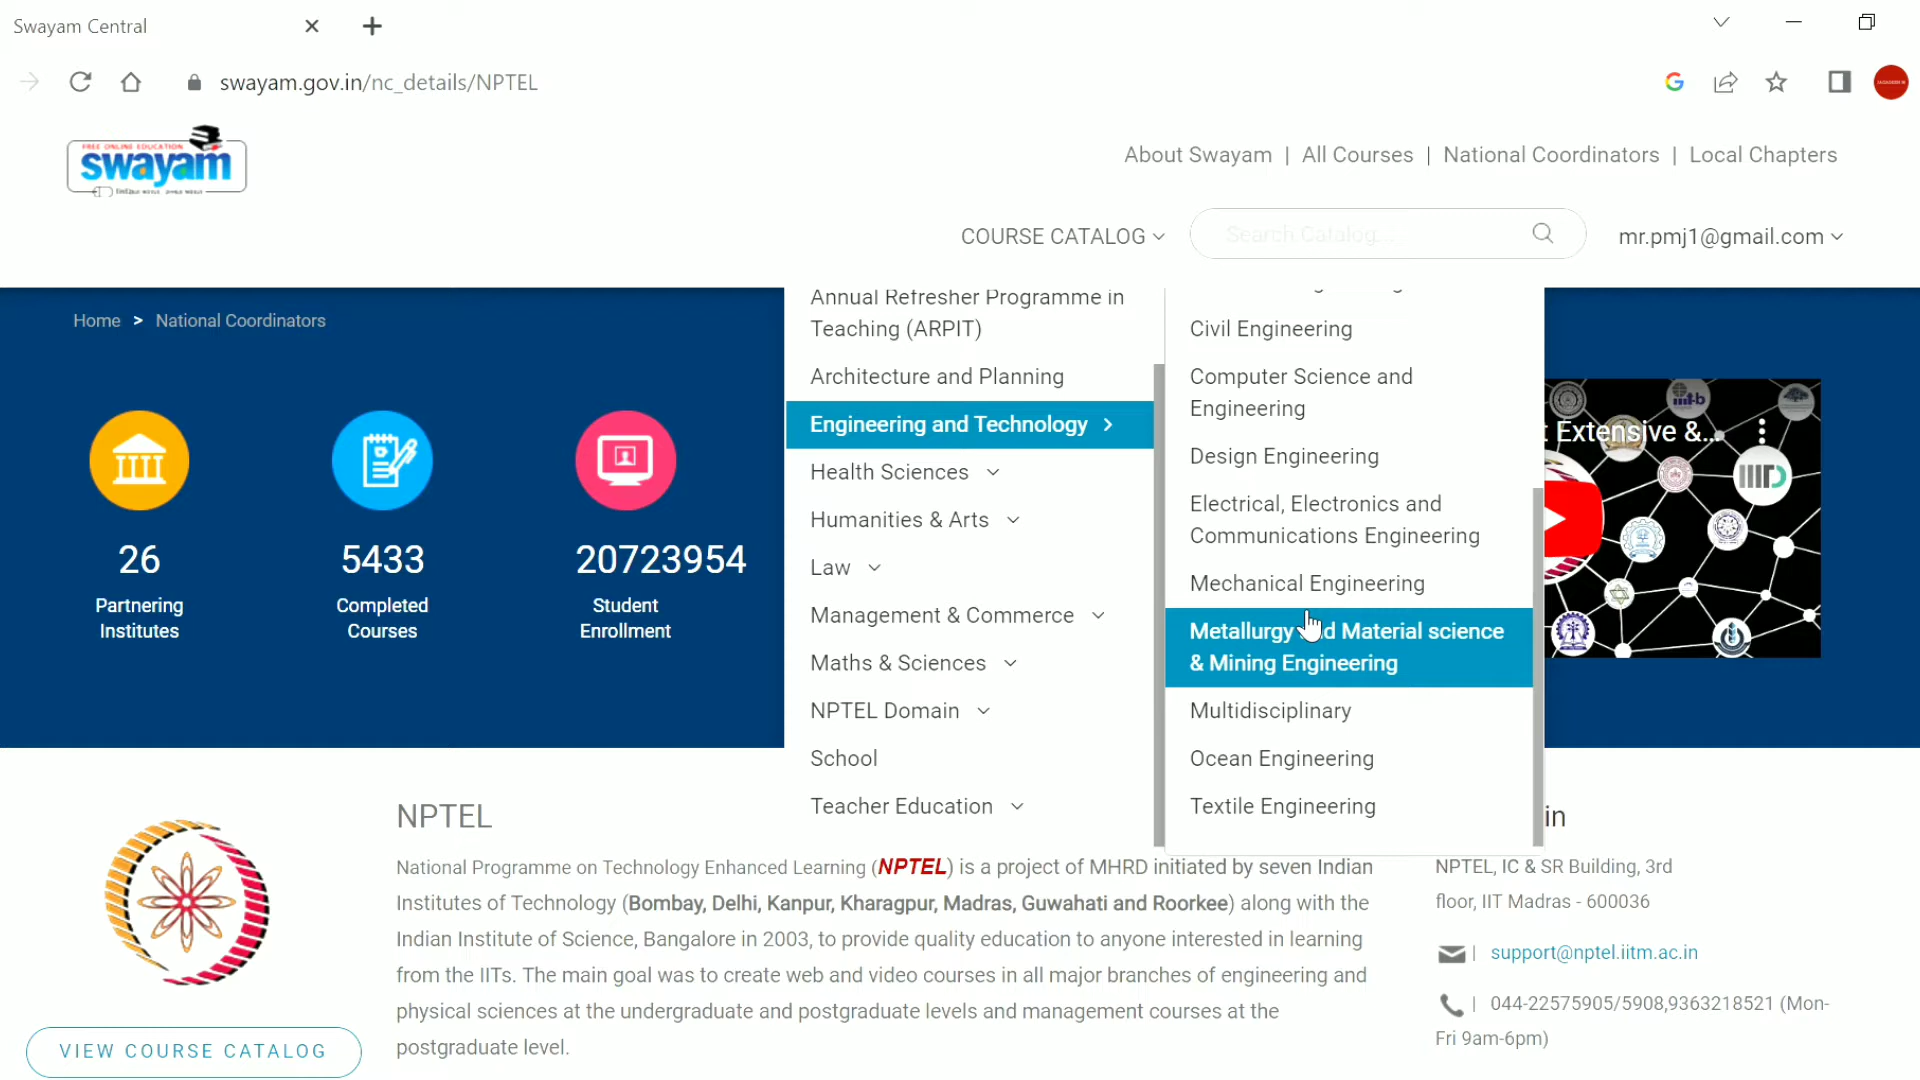 Swayam Central
swayam.gov.in/nc_details/NPTEL
FREE ONLINE EDUCATION
swayam
About Swayam | All Courses | National Coordinators | Local Chapters
COURSE CATALOG
Search Catalog...
mr.pmj1@gmail.com
Home > National Coordinators
26
Partnering
Institutes
5433
Completed
Courses
20723954
Student
Enrollment
Annual Refresher Programme in
Teaching (ARPIT)
Architecture and Planning
Engineering and Technology >
Health Sciences
Humanities & Arts
Law
Management & Commerce
Maths & Sciences
NPTEL Domain
School
Teacher Education
Civil Engineering
Computer Science and
Engineering
Design Engineering
Electrical, Electronics and
Communications Engineering
Mechanical Engineering
Metallurgy and Material science
& Mining Engineering
Multidisciplinary
Ocean Engineering
Textile Engineering
t Extensive &...
NPTEL
National Programme on Technology Enhanced Learning (NPTEL) is a project of MHRD initiated by seven Indian
Institutes of Technology (Bombay, Delhi, Kanpur, Kharagpur, Madras, Guwahati and Roorkee) along with the
Indian Institute of Science, Bangalore in 2003, to provide quality education to anyone interested in learning
from the IITs. The main goal was to create web and video courses in all major branches of engineering and
physical sciences at the undergraduate and postgraduate levels and management courses at the
postgraduate level.
VIEW COURSE CATALOG
in
NPTEL, IC & SR Building, 3rd
floor, IIT Madras - 600036
| support@nptel.iitm.ac.in
| 044-22575905/5908,9363218521 (Mon-
Fri 9am-6pm)